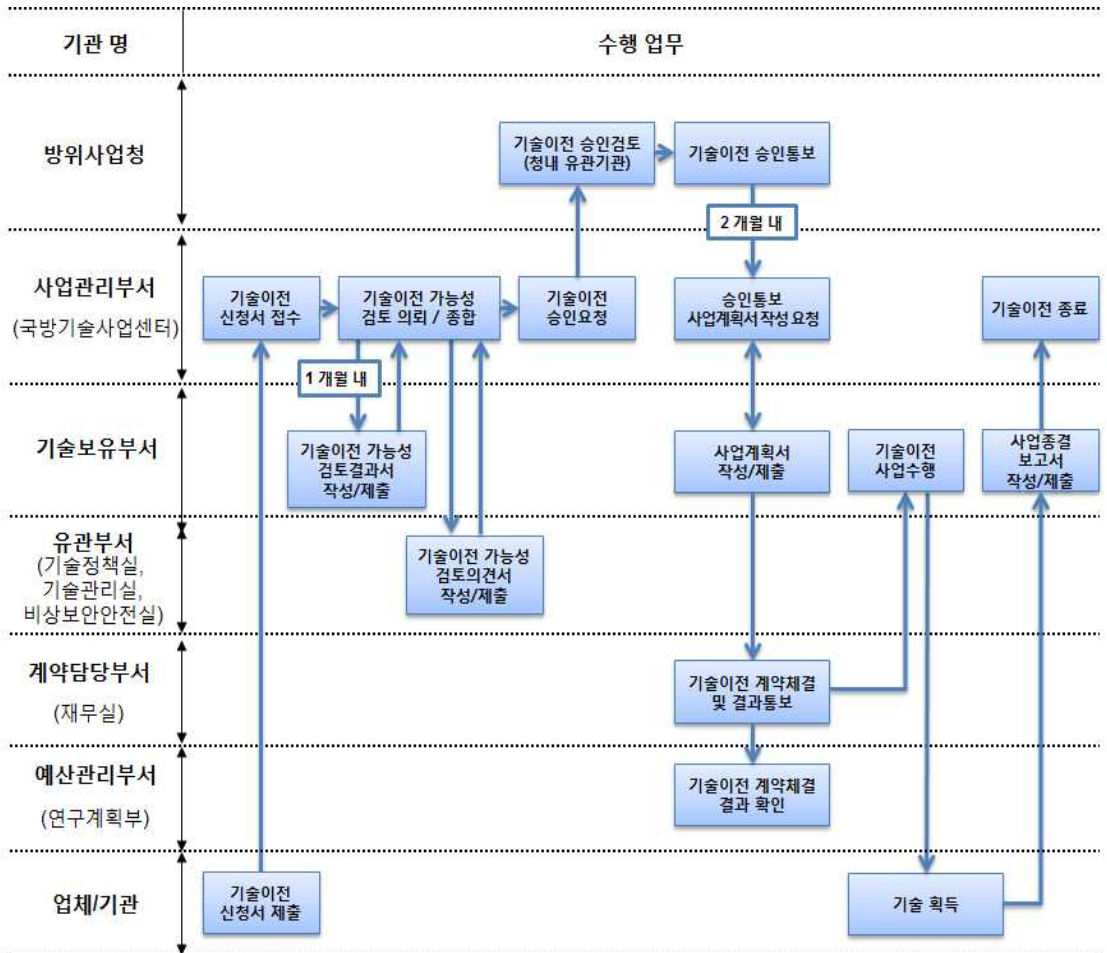 기관 명
수행 업무
방위사업청
기술이전 승인검토
(청내 유관기관)
기술이전 승인통보
2 개월 내
사업관리부서
(국방기술사업센터)
기술이전
신청서 접수
기술이전 가능성
검토 의뢰 / 종합
기술이전
승인요청
승인통보
사업계획서 작성 요청
기술이전 종료
1 개월 내
기술보유부서
기술이전 가능성
검토결과서
작성/제출
사업계획서
작성/제출
기술이전
사업수행
사업종결
보고서
작성/제출
유관부서
(기술정책실,
기술관리실,
비상보안안전실)
기술이전 가능성
검토의견서
작성/제출
계약담당부서
(재무실)
기술이전 계약체결
및 결과통보
예산관리부서
(연구계획부)
기술이전 계약체결
결과 확인
업체/기관
기술이전
신청서 제출
기술 획득